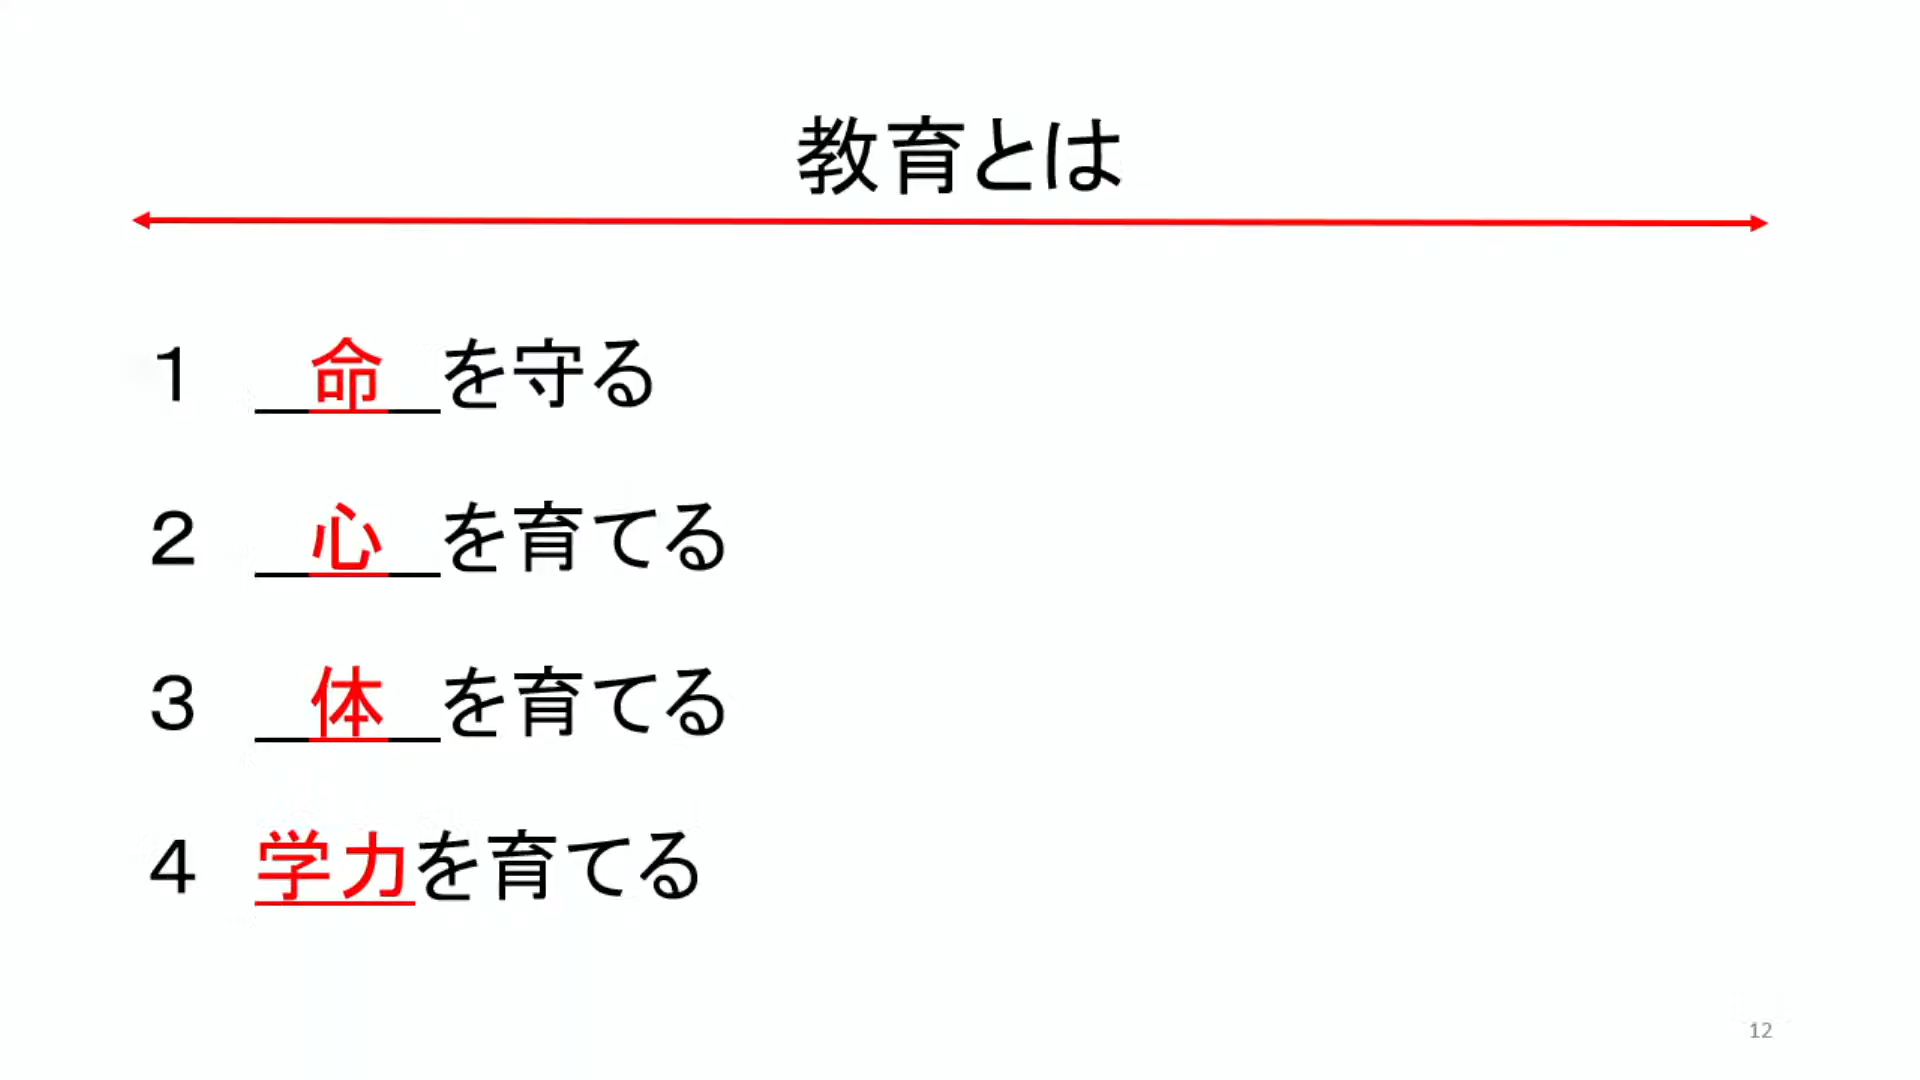 教育とは
１ 命を守る
２ 心を育てる
３ 体を育てる
４ 学力を育てる
12